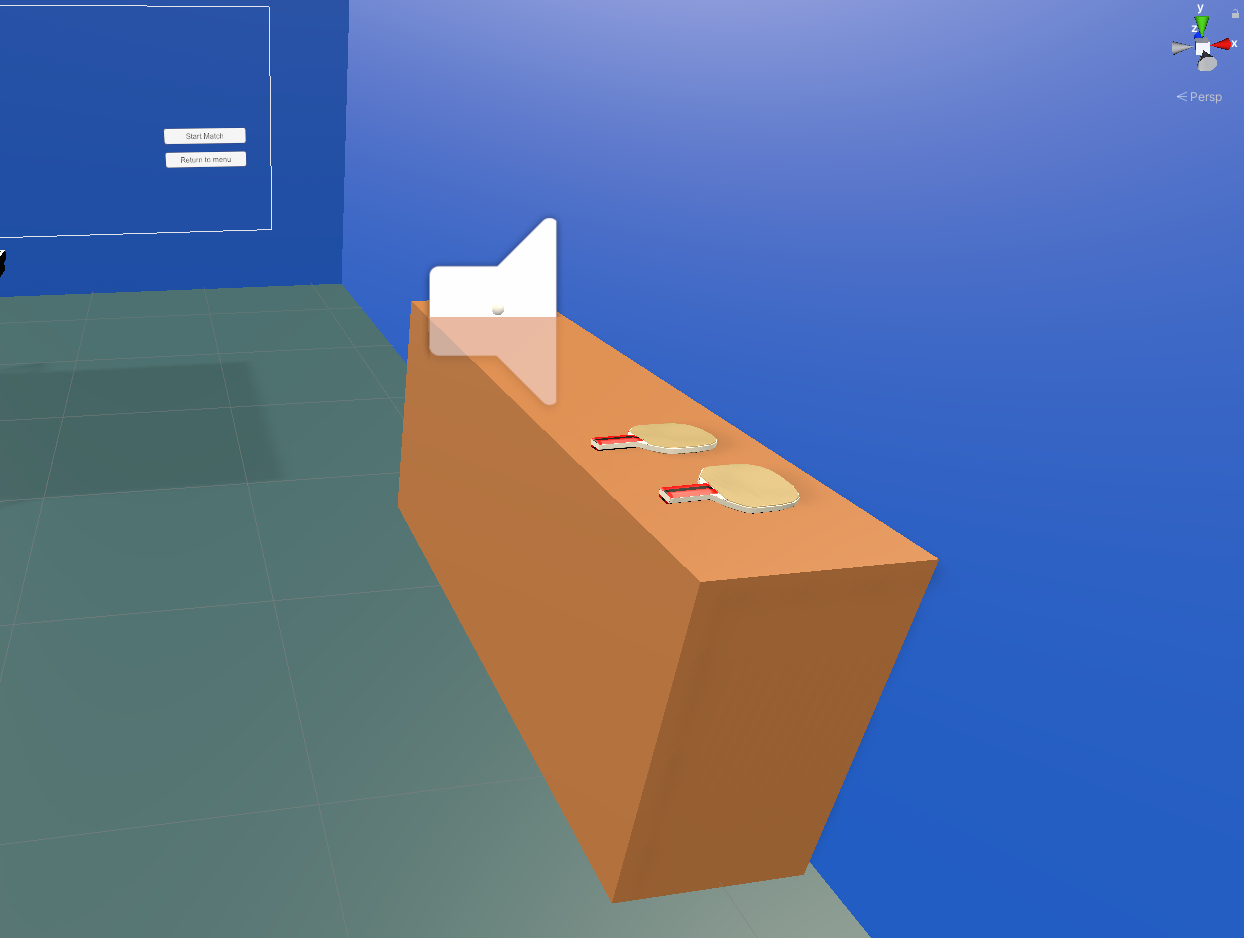 y
z
x
< Persp
Start Match
Return to menu